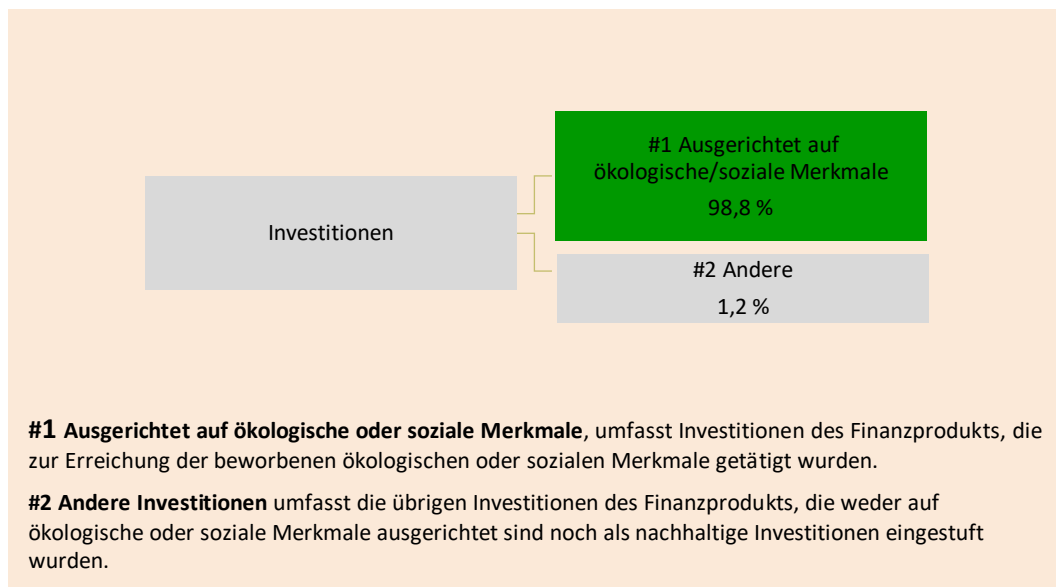 #1 Ausgerichtet auf
ökologische/soziale Merkmale
98,8 %
Investitionen
#2 Andere
1,2 %
#1 Ausgerichtet auf ökologische oder soziale Merkmale, umfasst Investitionen des Finanzprodukts, die
zur Erreichung der beworbenen ökologischen oder sozialen Merkmale getätigt wurden.
#2 Andere Investitionen umfasst die übrigen Investitionen des Finanzprodukts, die weder auf
ökologische oder soziale Merkmale ausgerichtet sind noch als nachhaltige Investitionen eingestuft
wurden.